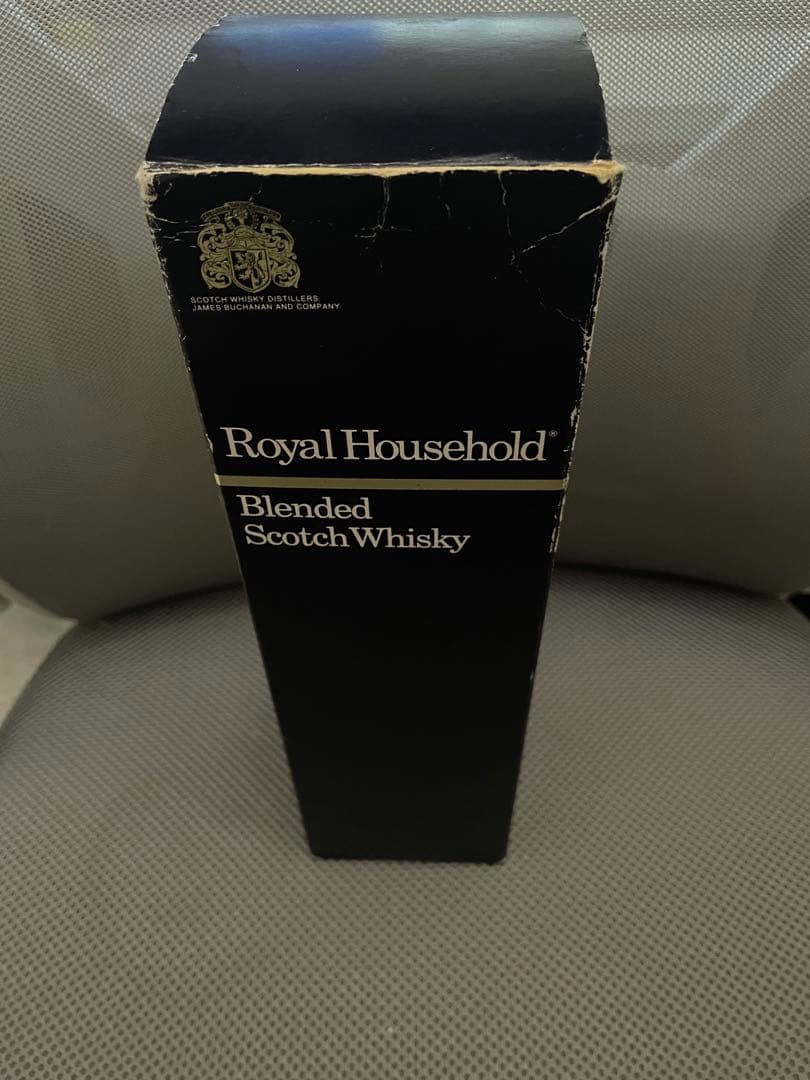 SCOTCH WHISKY DISTILLERS
JAMES BUCHANAN AND COMPANY
Royal Household®
Blended
Scotch Whisky